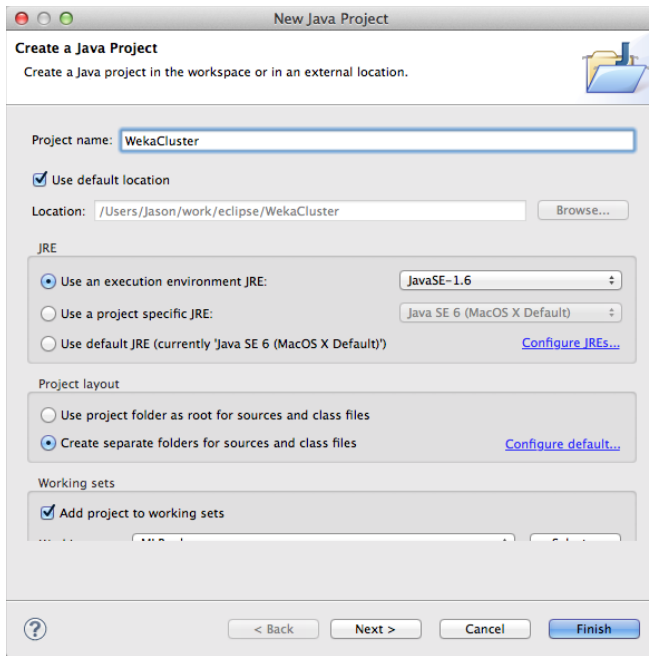 New Java Project
Create a Java Project
Create a Java project in the workspace or in an external location.
Project name: WekaCluster
Use default location
Location: /Users/Jason/work/eclipse/WekaCluster Browse...
JRE
Use an execution environment JRE: JavaSE-1.6
Use a project specific JRE: Java SE 6 (MacOS X Default)
Use default JRE (currently 'Java SE 6 (MacOS X Default)') Configure JREs...
Project layout
Use project folder as root for sources and class files
Create separate folders for sources and class files Configure default...
Working sets
Add project to working sets
? < Back Next > Cancel Finish